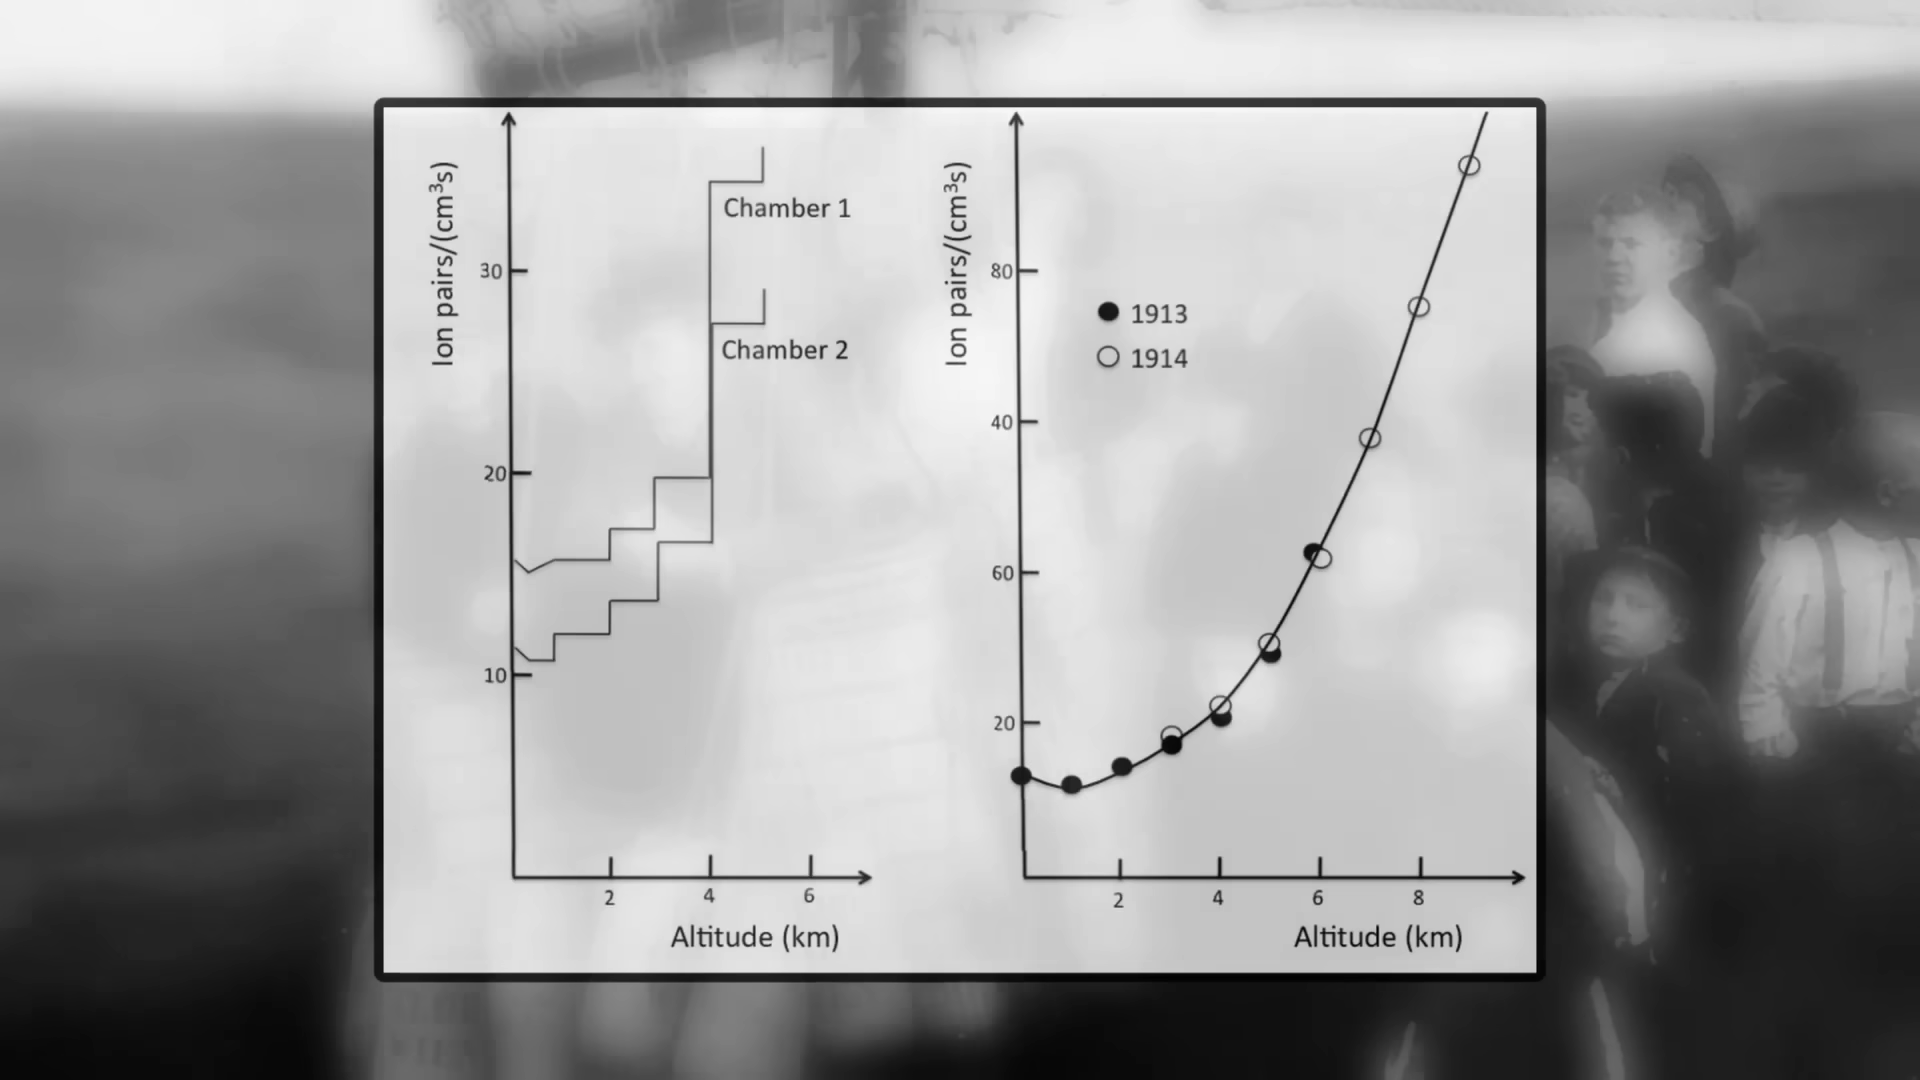 Ion pairs/(cm³s)
30
20
10
Chamber 1
Chamber 2
2
4
6
Altitude (km)
Ion pairs/(cm³s)
80
40
60
20
1913
1914
2
4
6
8
Altitude (km)